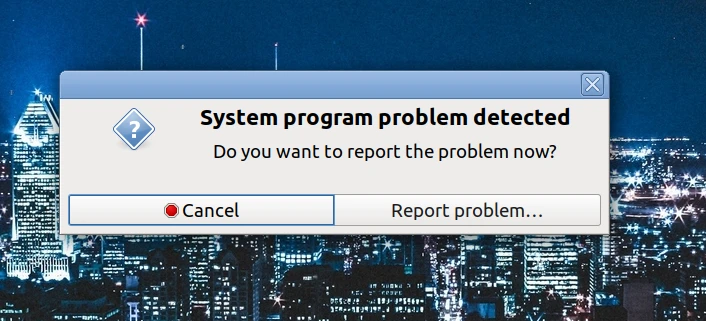 System program problem detected
Do you want to report the problem now?
Cancel
Report problem…